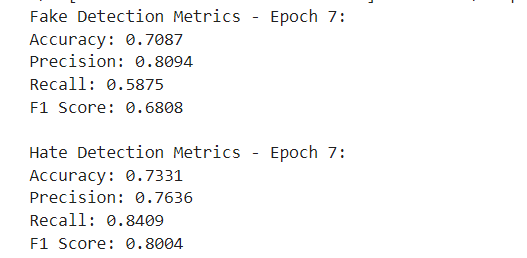 Fake Detection Metrics - Epoch 7:
Accuracy: 0.7087
Precision: 0.8094
Recall: 0.5875
F1 Score: 0.6808
Hate Detection Metrics - Epoch 7:
Accuracy: 0.7331
Precision: 0.7636
Recall: 0.8409
F1 Score: 0.8004